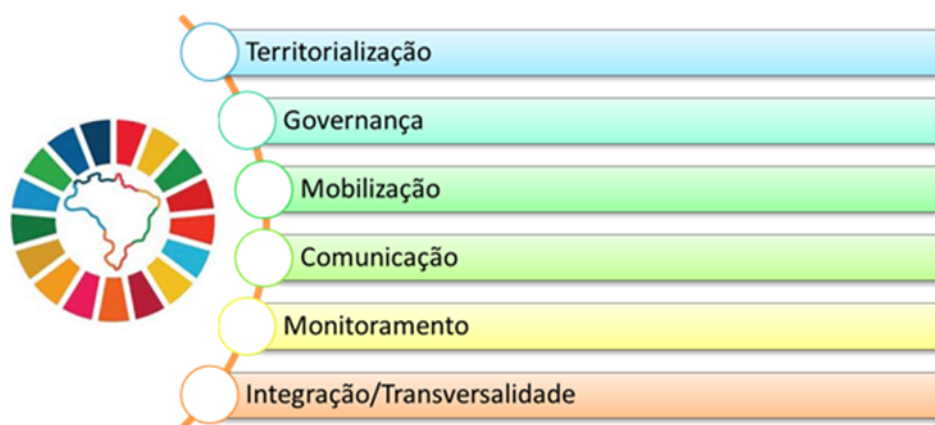 Territorialização
Governança
Mobilização
Comunicação
Monitoramento
Integração/Transversalidade